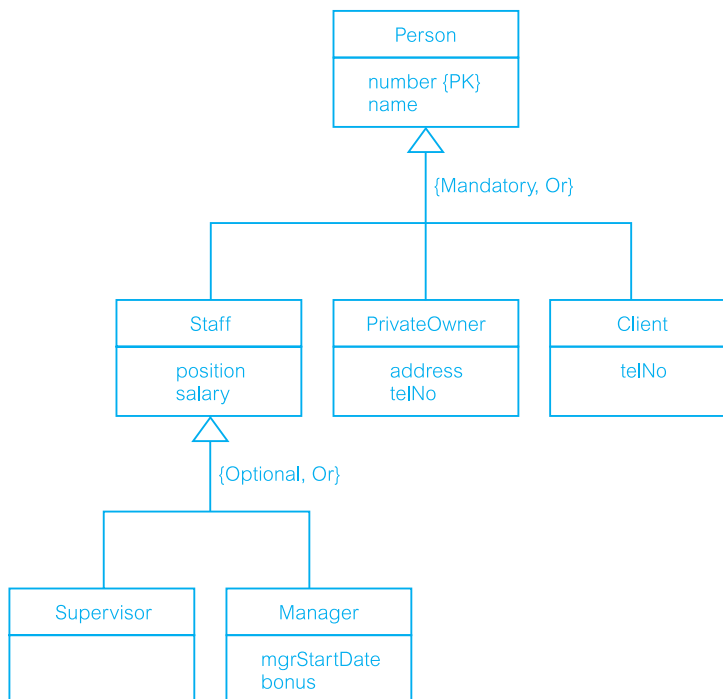 Person
number {PK}
name
{Mandatory, Or}
Staff
position
salary
PrivateOwner
address
telNo
Client
telNo
{Optional, Or}
Supervisor
Manager
mgrStartDate
bonus